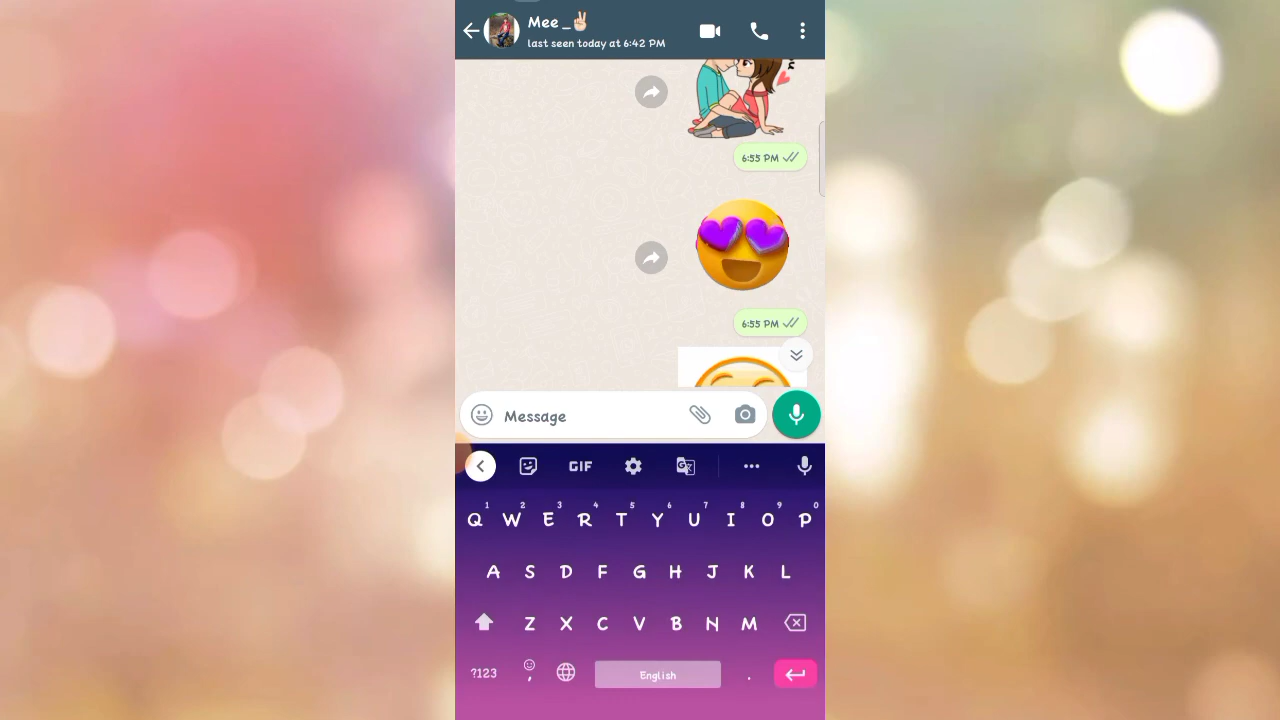 Mee _✌🏻
last seen today at 6:42 PM
6:55 PM
6:55 PM
Message
GIF
1 2 3 4 5 6 7 8 9 0
Q W E R T Y U I O P
A S D F G H J K L
Z X C V B N M
?123 , English .